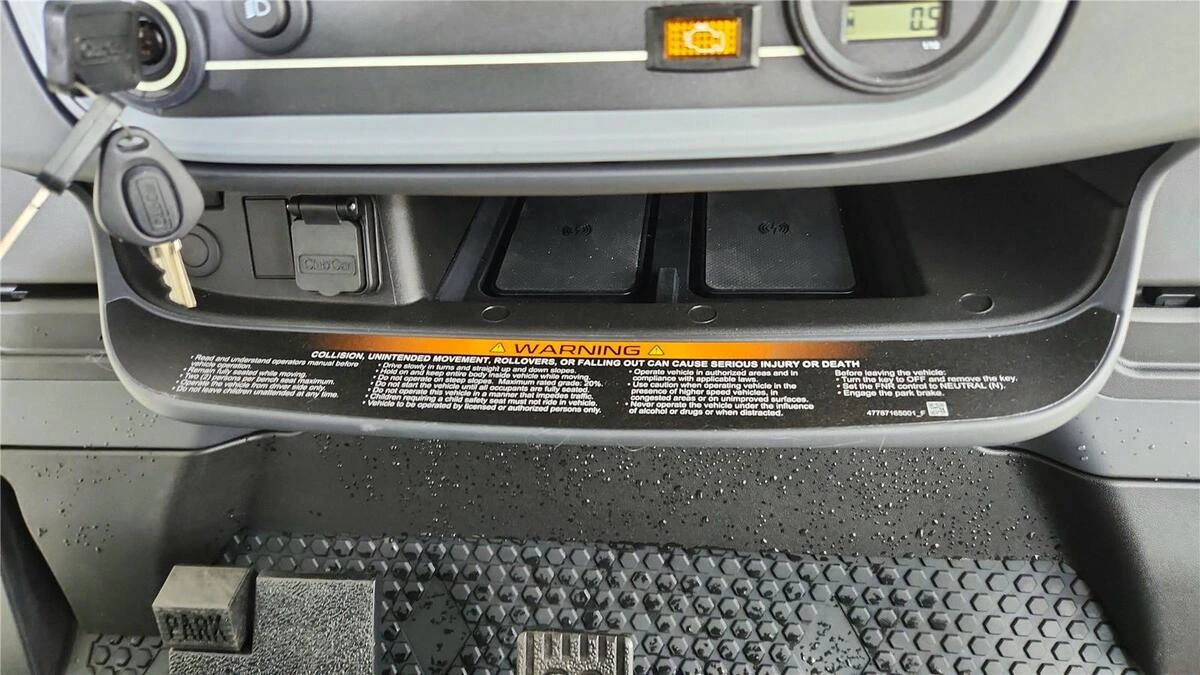 Club Car
0.5
1/10
Club Car
WARNING
COLLISION, UNINTENDED MOVEMENT, ROLLOVERS, OR FALLING OUT CAN CAUSE SERIOUS INJURY OR DEATH
• Read and understand operators manual before
vehicle operation.
• Remain fully seated while moving.
• Two persons per bench seat maximum.
• Operate from driver side only.
children unattended at any time.
• Drive slowly in turns and straight up and down slopes.
• Hold on and keep entire body inside vehicle while moving.
• Do not operate on steep slopes. Maximum rated grade: 20%.
• Do not start the vehicle until all occupants are fully seated.
• Do not drive this vehicle in a manner that impedes traffic.
• Children requiring a child safety seat must not ride in vehicle.
• Vehicle to be operated by licensed or authorized persons only.
• Operate vehicle in authorized areas and in
compliance with applicable laws.
• Use caution when operating vehicle in the
presence of higher speed vehicles, in
congested areas or on unimproved surfaces.
• Never operate the vehicle under the influence
of alcohol or drugs or when distracted.
Before leaving the vehicle:
• Turn the key to OFF and remove the key.
• Set the FNR control to NEUTRAL (N).
• Engage the park brake.
47787165001_F
PARK
PARK